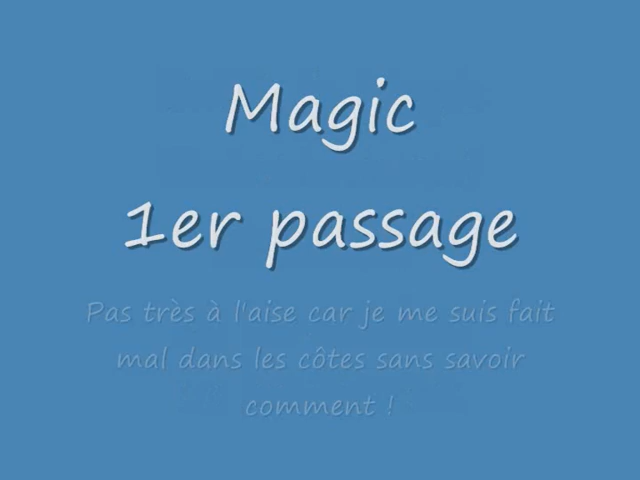 Magic
1er passage
Pas très à l'aise car je me suis fait
mal dans les côtes sans savoir
comment !